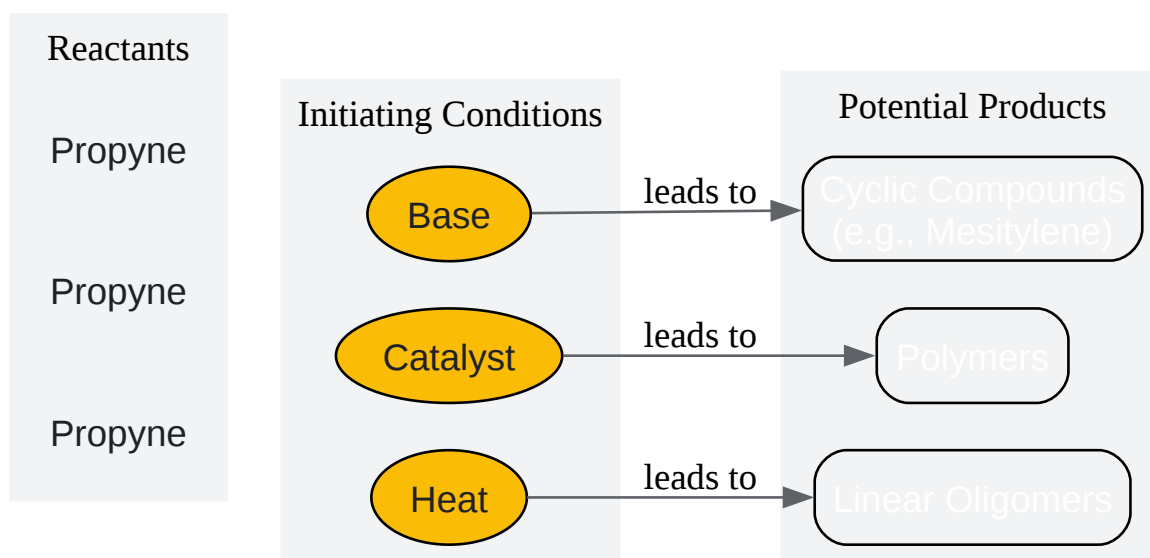 Reactants
Propyne
Propyne
Propyne
Initiating Conditions
Base
Catalyst
Heat
leads to
leads to
leads to
Potential Products
Cyclic Compounds
(e.g., Mesitylene)
Polymers
Linear Oligomers